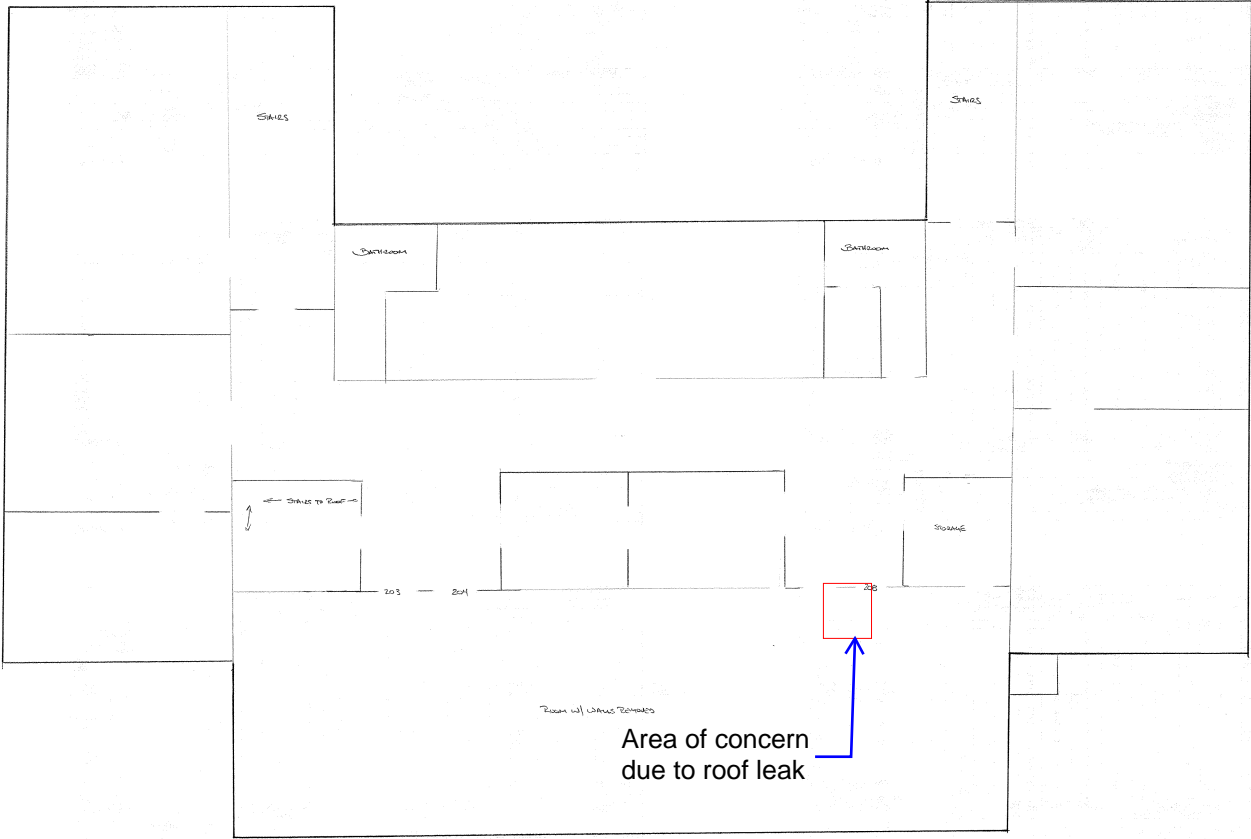 STAIRS
STAIRS
BATHROOM
BATHROOM
← STAIRS TO ROOF →
STORAGE
203
204
208
ROOM W/ WALLS REMOVED
Area of concern
due to roof leak